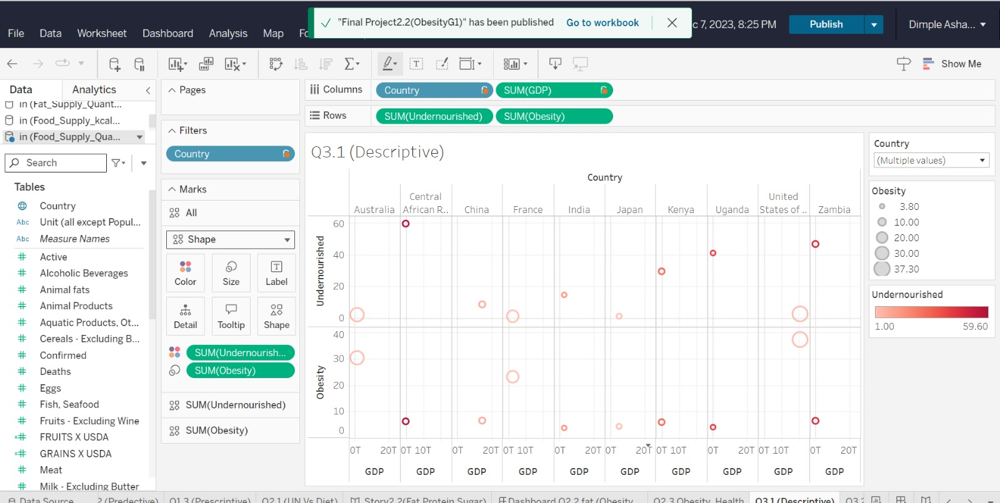 "Final Project2.2(ObesityG1)" has been published Go to workbook
c 7, 2023, 8:25 PM Publish Dimple Asha...
File Data Worksheet Dashboard Analysis Map
Show Me
Data Analytics
in (Fat_Supply_Quant...
in (Food_Supply_kcal...
in (Food_Supply_Qua...
Search
Tables
Country
Abc Unit (all except Popul...
Abc Measure Names
Active
Alcoholic Beverages
Animal fats
Animal Products
Aquatic Products, Ot...
Cereals - Excluding B...
Confirmed
Deaths
Eggs
Fish, Seafood
Fruits - Excluding Wine
FRUITS X USDA
GRAINS X USDA
Meat
Milk - Excluding Butter
Pages
Filters
Country
Marks
All
Shape
Color Size Label
Detail Tooltip Shape
SUM(Undernourish...
SUM(Obesity)
SUM(Undernourished)
SUM(Obesity)
Columns Country SUM(GDP)
Rows SUM(Undernourished) SUM(Obesity)
Q3.1 (Descriptive)
Country
Australia Central African R.. China France India Japan Kenya Uganda United States of .. Zambia
Undernourished
60
40
20
0
Obesity
40
30
20
10
0
0T 20T 0T 10T 0T 20T 0T 10T 0T 20T 0T 20T 0T 10T 0T 20T 0T 10T 0T 20T
GDP GDP GDP GDP GDP GDP GDP GDP GDP GDP
Country
(Multiple values)
Obesity
3.80
10.00
20.00
30.00
37.30
Undernourished
1.00 59.60
Data Source 2 (Predective) Q1.3 (Prescriptive) Q2.1 (UN Vs Diet) Story2.2(Fat Protein Sugar) Dashboard Q2.2 fat (Obesity Q2.3 Obesity, Health Q3.1 (Descriptive) Q3.2